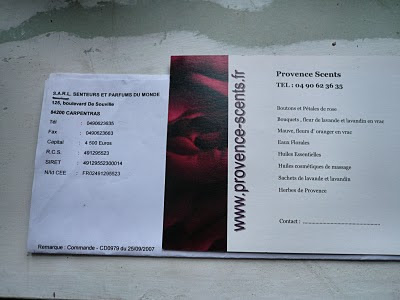 S.A.R.L. SENTEURS ET PARFUMS DU MONDE
125, boulevard De Souville
84200 CARPENTRAS
Tél : 0490623635
Fax : 0490623663
Capital : 4 500 Euros
R.C.S. : 491295523
SIRET : 49129552300014
N/Id CEE : FR02491295523
Remarque : Commande - CD0979 du 25/09/2007
www.provence-scents.fr
Provence Scents
TEL : 04 90 62 36 35
Boutons et Pétales de rose
Bouquets , fleur de lavande et lavandin en vrac
Mauve, fleurs d' oranger en vrac
Eaux Florales
Huiles Essentielles
Huiles cosmétiques de massage
Sachets de lavande et lavandin
Herbes de Provence
Contact : ........................................